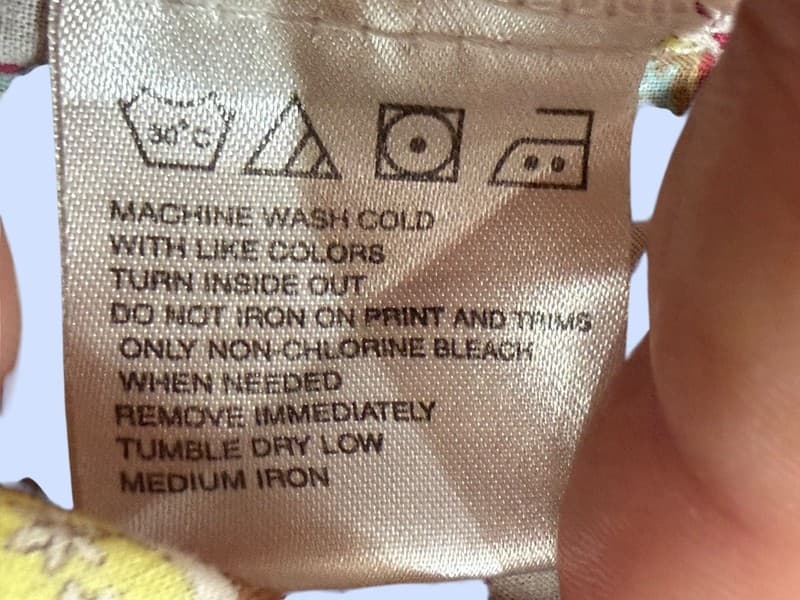 30°C
MACHINE WASH COLD
WITH LIKE COLORS
TURN INSIDE OUT
DO NOT IRON ON PRINT AND TRIMS
ONLY NON-CHLORINE BLEACH
WHEN NEEDED
REMOVE IMMEDIATELY
TUMBLE DRY LOW
MEDIUM IRON